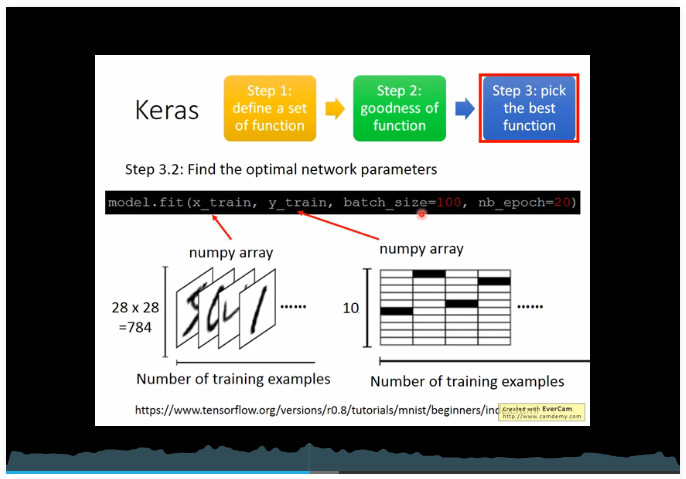 Keras
Step 1:
define a set
of function
Step 2:
goodness of
function
Step 3: pick
the best
function
Step 3.2: Find the optimal network parameters
model.fit(x_train, y_train, batch_size=100, nb_epoch=20)
numpy array
numpy array
28 x 28
=784
......
10
......
Number of training examples
Number of training examples
https://www.tensorflow.org/versions/r0.8/tutorials/mnist/beginners/in
Created with EverCam.
http://www.camdemy.com